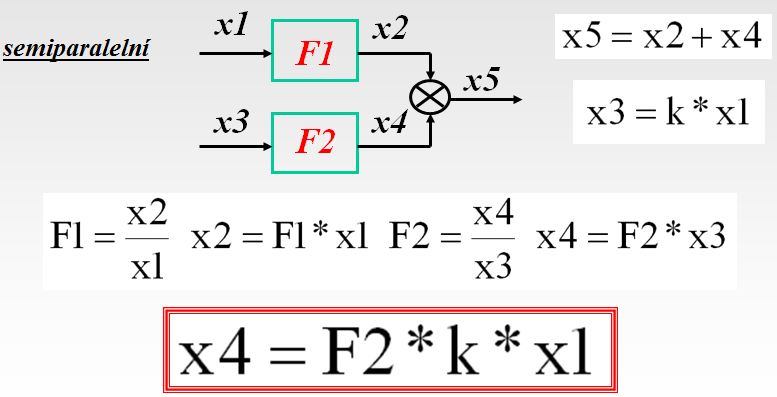 semiparalelní
x1 F1 x2
x3 F2 x4 x5
x5 = x2 + x4
x3 = k * x1
F1 = x2/x1 x2 = F1 * x1 F2 = x4/x3 x4 = F2 * x3
x4 = F2 * k * x1